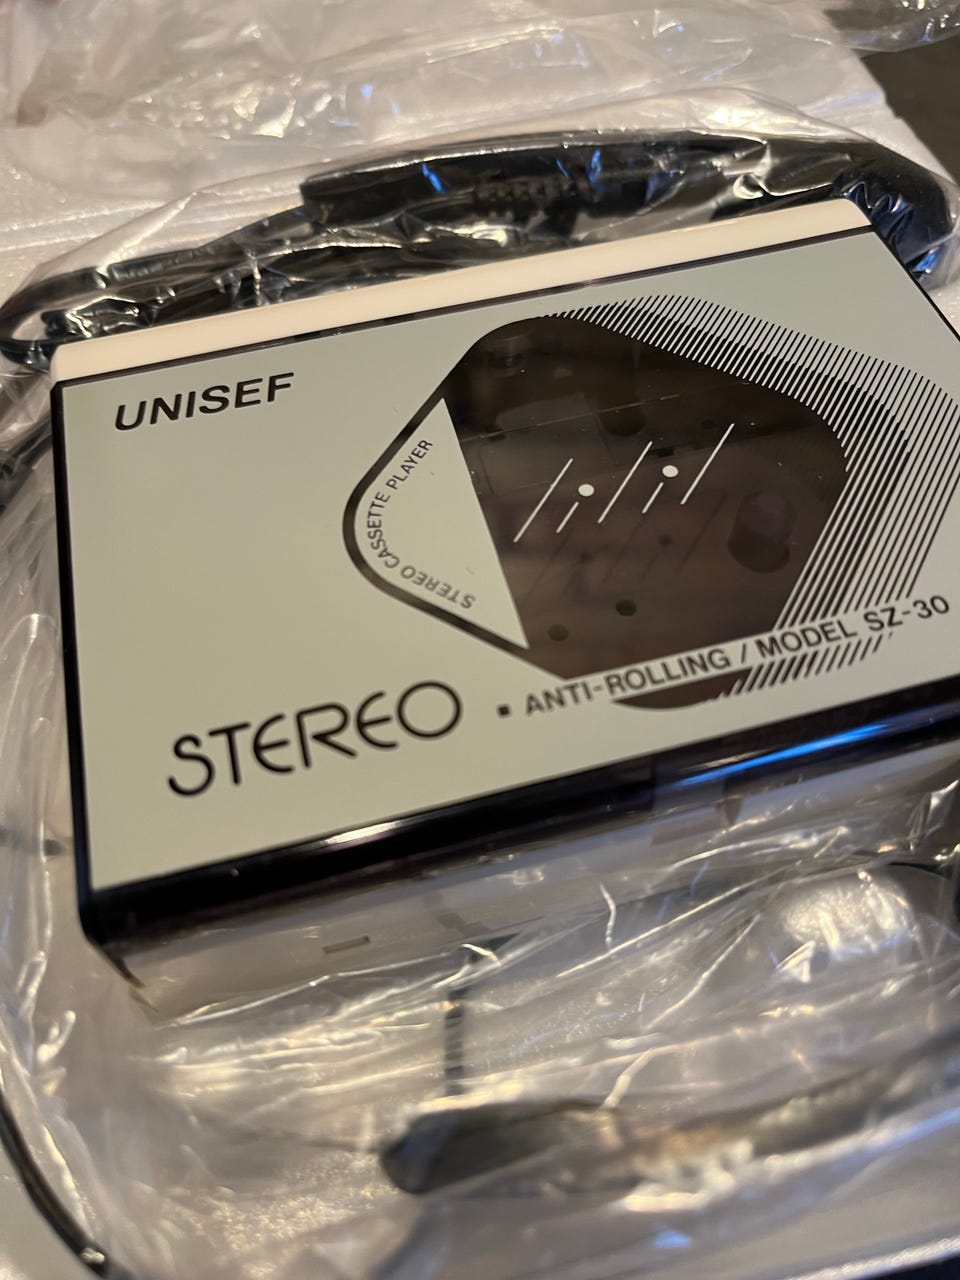 UNISEF
STEREO CASSETTE PLAYER
STEREO
▪ ANTI-ROLLING / MODEL SZ-30